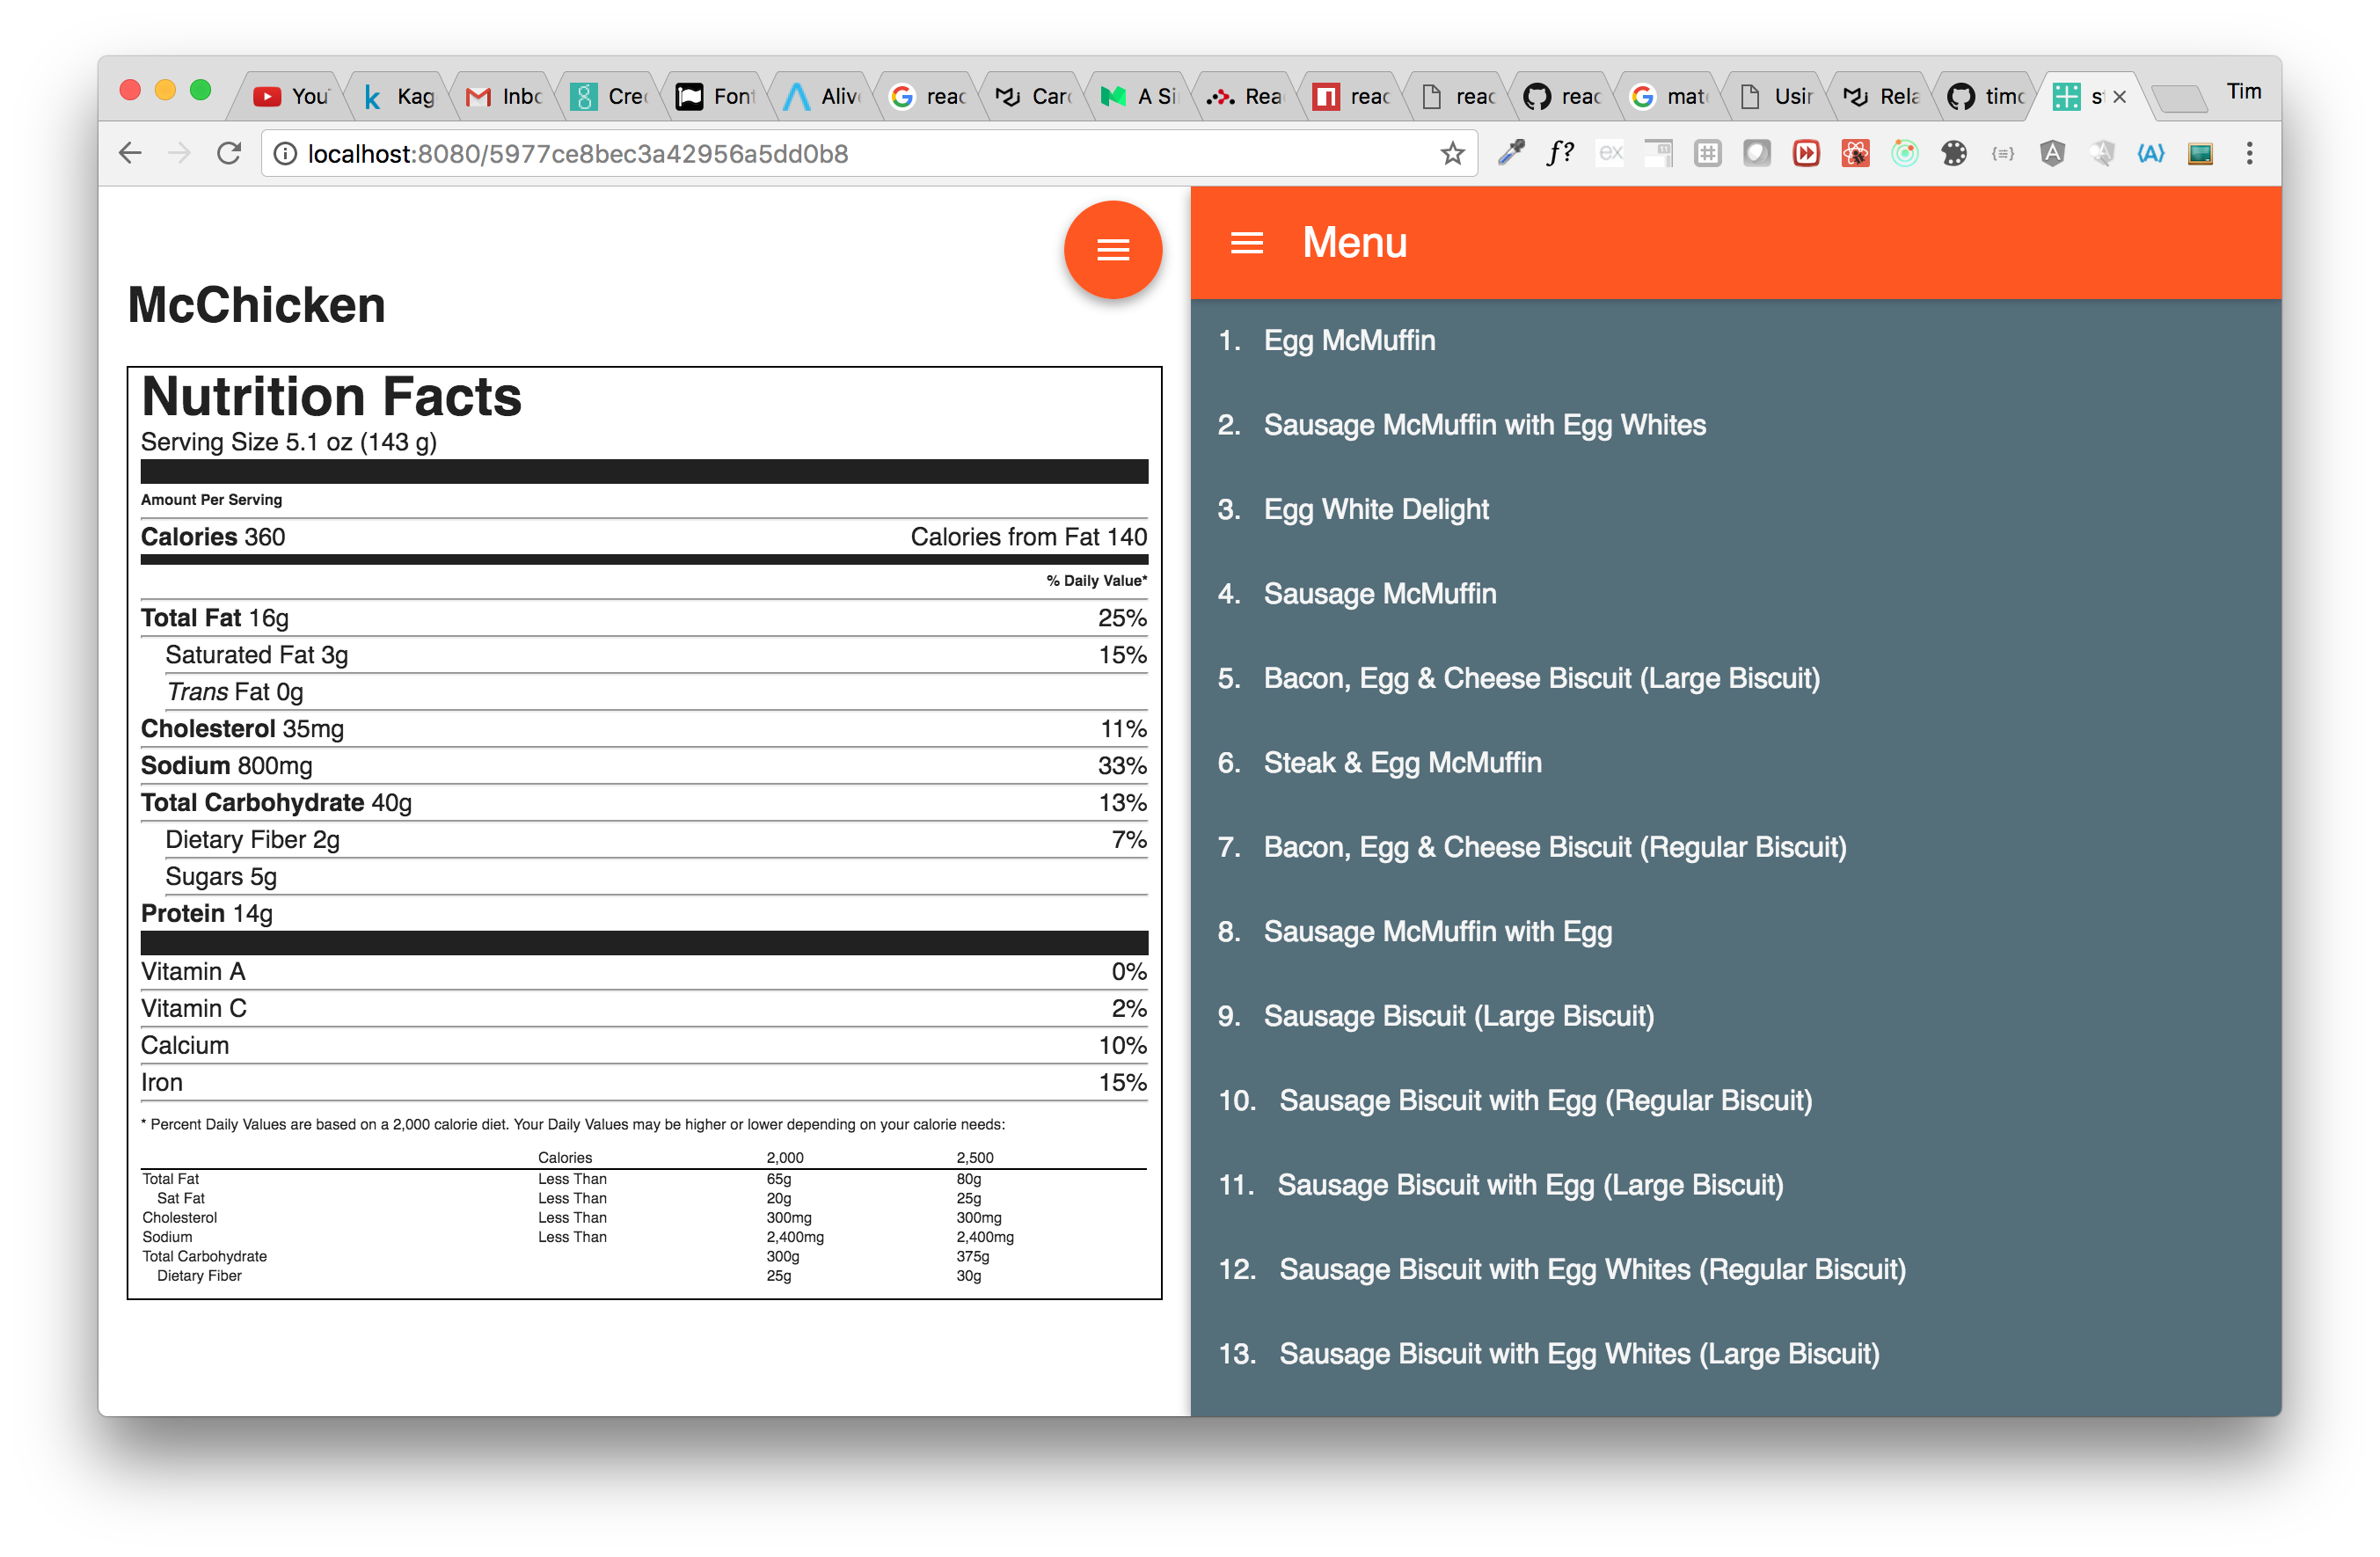 You
Kag
Inbc
Cre
Font
Aliv
reac
Car
A Si
Rea
reac
reac
reac
mat
Usir
Rela
timc
s
Tim
localhost:8080/5977ce8bec3a42956a5dd0b8
McChicken
Nutrition Facts
Serving Size 5.1 oz (143 g)
Amount Per Serving
Calories 360 Calories from Fat 140
% Daily Value*
Total Fat 16g 25%
Saturated Fat 3g 15%
Trans Fat 0g
Cholesterol 35mg 11%
Sodium 800mg 33%
Total Carbohydrate 40g 13%
Dietary Fiber 2g 7%
Sugars 5g
Protein 14g
Vitamin A 0%
Vitamin C 2%
Calcium 10%
Iron 15%
* Percent Daily Values are based on a 2,000 calorie diet. Your Daily Values may be higher or lower depending on your calorie needs:
Calories 2,000 2,500
Total Fat Less Than 65g 80g
Sat Fat Less Than 20g 25g
Cholesterol Less Than 300mg 300mg
Sodium Less Than 2,400mg 2,400mg
Total Carbohydrate 300g 375g
Dietary Fiber 25g 30g
Menu
1. Egg McMuffin
2. Sausage McMuffin with Egg Whites
3. Egg White Delight
4. Sausage McMuffin
5. Bacon, Egg & Cheese Biscuit (Large Biscuit)
6. Steak & Egg McMuffin
7. Bacon, Egg & Cheese Biscuit (Regular Biscuit)
8. Sausage McMuffin with Egg
9. Sausage Biscuit (Large Biscuit)
10. Sausage Biscuit with Egg (Regular Biscuit)
11. Sausage Biscuit with Egg (Large Biscuit)
12. Sausage Biscuit with Egg Whites (Regular Biscuit)
13. Sausage Biscuit with Egg Whites (Large Biscuit)